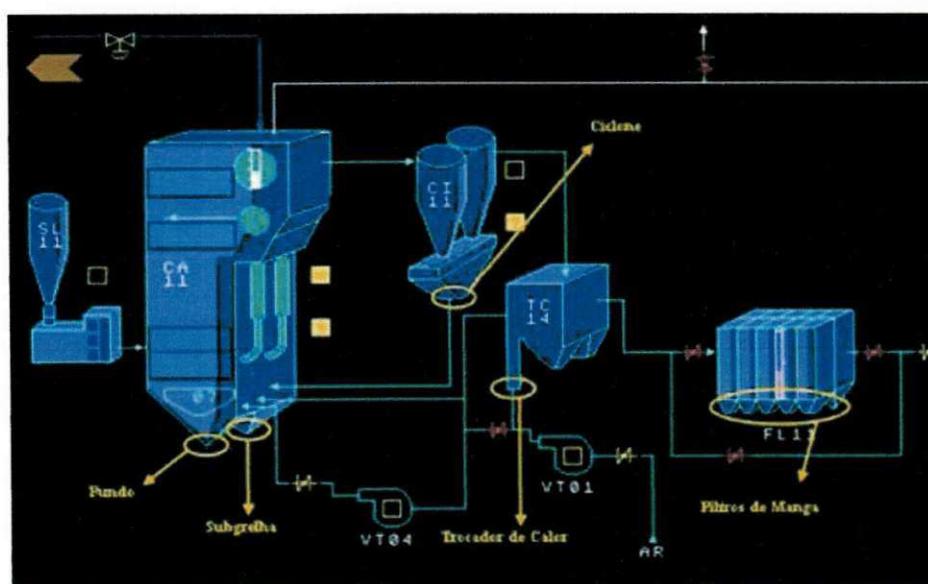 Ciclone
SL
11
CI
11
CA
11
TC
14
FL11
Fundo
Subgrelha
VT04
VT01
Trocador de Calor
AR
Filtros de Manga